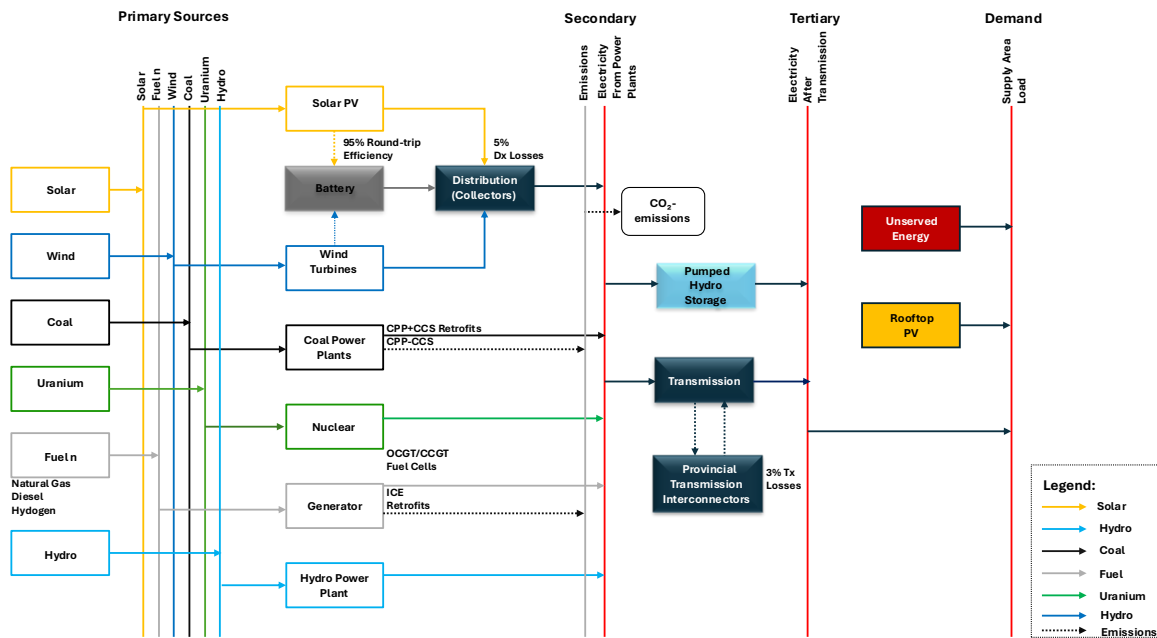 Primary Sources
Secondary
Tertiary
Demand
Solar
Fuel n
Wind
Coal
Uranium
Hydro
Emissions
Electricity
From Power
Plants
Electricity
After
Transmission
Supply Area
Load
Solar PV
95% Round-trip
Efficiency
5%
Dx Losses
Solar
Battery
Distribution
(Collectors)
CO₂-
emissions
Unserved
Energy
Wind
Wind
Turbines
Pumped
Hydro
Storage
Coal
Coal Power
Plants
CPP+CCS Retrofits
CPP-CCS
Rooftop
PV
Uranium
Transmission
Nuclear
OCGT/CCGT
Fuel Cells
Fuel n
Natural Gas
Diesel
Hydogen
Generator
ICE
Retrofits
Provincial
Transmission
Interconnectors
3% Tx
Losses
Hydro
Hydro Power
Plant
Legend:
Solar
Hydro
Coal
Fuel
Uranium
Hydro
Emissions